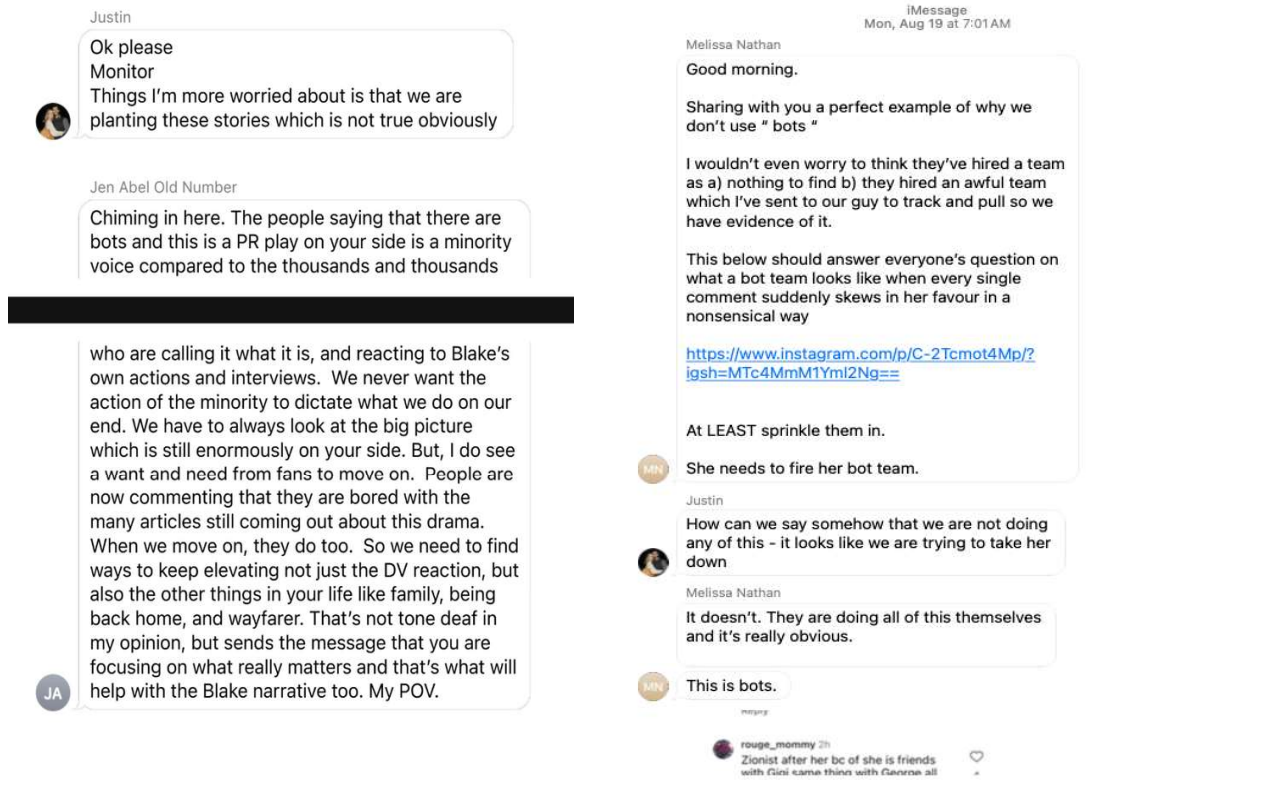 Justin
Ok please
Monitor
Things I'm more worried about is that we are
planting these stories which is not true obviously
Jen Abel Old Number
Chiming in here. The people saying that there are
bots and this is a PR play on your side is a minority
voice compared to the thousands and thousands
who are calling it what it is, and reacting to Blake's
own actions and interviews.  We never want the
action of the minority to dictate what we do on our
end. We have to always look at the big picture
which is still enormously on your side. But, I do see
a want and need from fans to move on.  People are
now commenting that they are bored with the
many articles still coming out about this drama.
When we move on, they do too.  So we need to find
ways to keep elevating not just the DV reaction, but
also the other things in your life like family, being
back home, and wayfarer. That's not tone deaf in
my opinion, but sends the message that you are
focusing on what really matters and that's what will
help with the Blake narrative too. My POV.
JA
iMessage
Mon, Aug 19 at 7:01 AM
Melissa Nathan
Good morning.
Sharing with you a perfect example of why we
don't use " bots "
I wouldn't even worry to think they've hired a team
as a) nothing to find b) they hired an awful team
which I've sent to our guy to track and pull so we
have evidence of it.
This below should answer everyone's question on
what a bot team looks like when every single
comment suddenly skews in her favour in a
nonsensical way
https://www.instagram.com/p/C-2Tcmot4Mp/?
igsh=MTc4MmM1YmI2Ng==
At LEAST sprinkle them in.
She needs to fire her bot team.
MN
Justin
How can we say somehow that we are not doing
any of this - it looks like we are trying to take her
down
Melissa Nathan
It doesn't. They are doing all of this themselves
and it's really obvious.
This is bots.
MN
Reply
rouge_mommy 2h
Zionist after her bc of she is friends
with Gigi same thing with George all